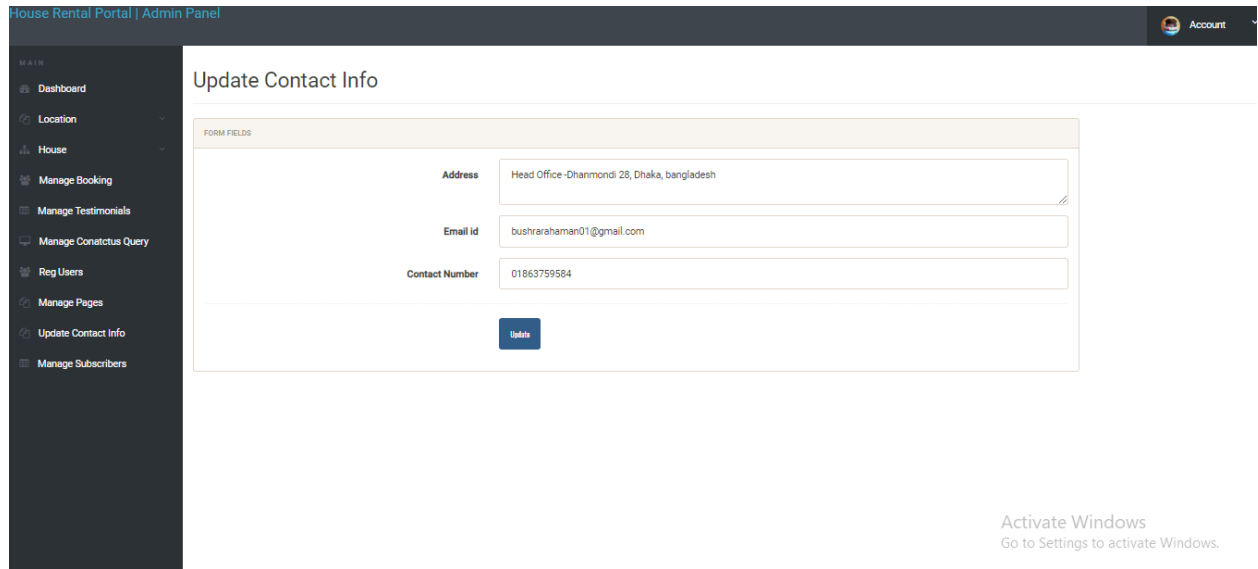 House Rental Portal | Admin Panel
Account
MAIN
Dashboard
Location
House
Manage Booking
Manage Testimonials
Manage Conatctus Query
Reg Users
Manage Pages
Update Contact Info
Manage Subscribers
Update Contact Info
FORM FIELDS
Address
Head Office -Dhanmondi 28, Dhaka, bangladesh
Email id
bushrarahaman01@gmail.com
Contact Number
01863759584
Update
Activate Windows
Go to Settings to activate Windows.